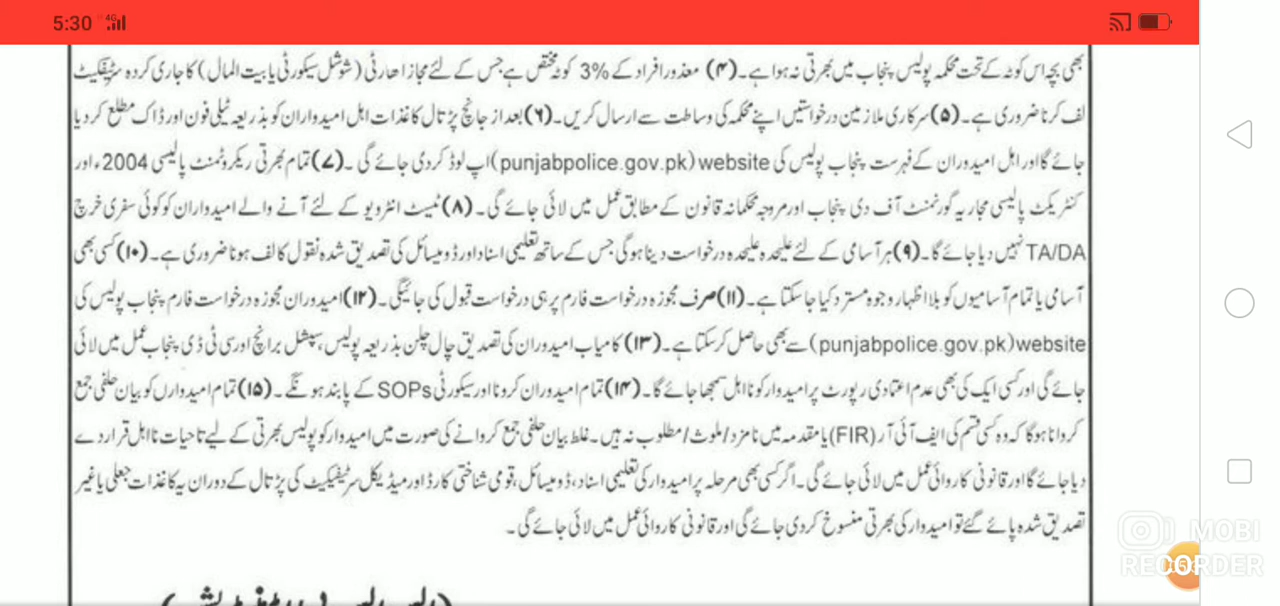 5:30 4G
بھی بچہ اس کوٹہ کے تحت محکمہ پولیس پنجاب میں بھرتی نہ ہوا ہے۔ (۴) معذور افراد کے 3% کوٹہ مختص ہے جس کے لئے مجاز اتھارٹی (شوشل سیکورٹی یا بیت المال) کا جاری کردہ سرٹیفکیٹ
لف کرنا ضروری ہے۔ (۵) سرکاری ملازمین درخواستیں اپنے محکمہ کی وساطت سے ارسال کریں۔ (۶) بعد از جانچ پڑتال کاغذات اہل امیدواران کو بذریعہ ٹیلی فون اور ڈاک مطلع کر دیا
جائے گا اور اہل امیدوران کے فہرست پنجاب پولیس کی website (punjabpolice.gov.pk) اپ لوڈ کر دی جائے گی ۔ (۷) تمام بھرتی ریکروٹمنٹ پالیسی 2004ء اور
کنٹریکٹ پالیسی مجاریہ گورنمنٹ آف دی پنجاب اور مروجہ محکمانہ قانون کے مطابق عمل میں لائی جائے گی۔ (۸) ٹیسٹ انٹرویو کے لئے آنے والے امیدواران کو کوئی سفری خرچ
TA/DA نہیں دیا جائے گا۔ (۹) ہر آسامی کے لئے علیحدہ علیحدہ درخواست دینا ہوگی جس کے ساتھ تعلیمی اسناد اور ڈومیسائل کی تصدیق شدہ نقول کا لف ہونا ضروری ہے۔ (۱۰) کسی بھی
آسامی یا تمام آسامیوں کو بلا اظہار وجوہ مسترد کیا جاسکتا ہے۔ (۱۱) صرف مجوزہ درخواست فارم پر ہی درخواست قبول کی جائیگی۔ (۱۲) امیدوران مجوزہ درخواست فارم پنجاب پولیس کی
website (punjabpolice.gov.pk) سے بھی حاصل کر سکتا ہے۔ (۱۳) کامیاب امیدوران کی تصدیق چال چلن بذریعہ پولیس، سپشل برانچ اور سی ٹی ڈی پنجاب عمل میں لائی
جائے گی اور کسی ایک کی بھی عدم اعتمادی رپورٹ پر امیدوار کو نا اہل سمجھا جائے گا۔ (۱۴) تمام امیدوران کرونا اور سیکورٹی SOPs کے پابند ہونگے۔ (۱۵) تمام امیدوارں کو بیان حلفی جمع
کروانا ہوگا کہ وہ کسی قسم کی ایف آئی آر (FIR) یا مقدمہ میں نامزد/ملوث/مطلوب نہ ہیں۔ غلط بیان حلفی جمع کروانے کی صورت میں امیدوار کو پولیس بھرتی کے لیے تاحیات نااہل قرار دے
دیا جائے گا اور قانونی کاروائی عمل میں لائی جائے گی۔ اگر کسی بھی مرحلہ پر امیدوار کی تعلیمی اسناد، ڈومیسائل، قومی شناختی کارڈ اور میڈیکل سرٹیفیکیٹ کی پڑتال کے دوران یہ کاغذات جعلی یا غیر
تصدیق شدہ پائے گئے تو امیدوار کی بھرتی منسوخ کر دی جائے گی اور قانونی کاروائی عمل میں لائی جائے گی۔
MOBI
RECORDER